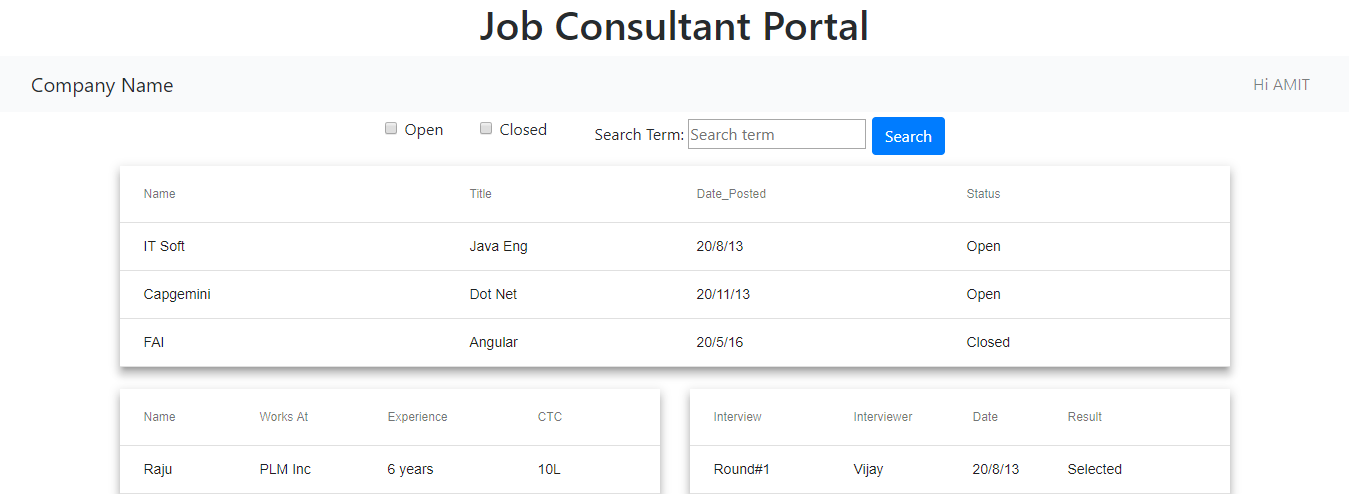 Job Consultant Portal
Company Name Hi AMIT
Open Closed Search Term: Search term Search
Name Title Date_Posted Status
IT Soft Java Eng 20/8/13 Open
Capgemini Dot Net 20/11/13 Open
FAI Angular 20/5/16 Closed
Name Works At Experience CTC
Raju PLM Inc 6 years 10L
Interview Interviewer Date Result
Round#1 Vijay 20/8/13 Selected